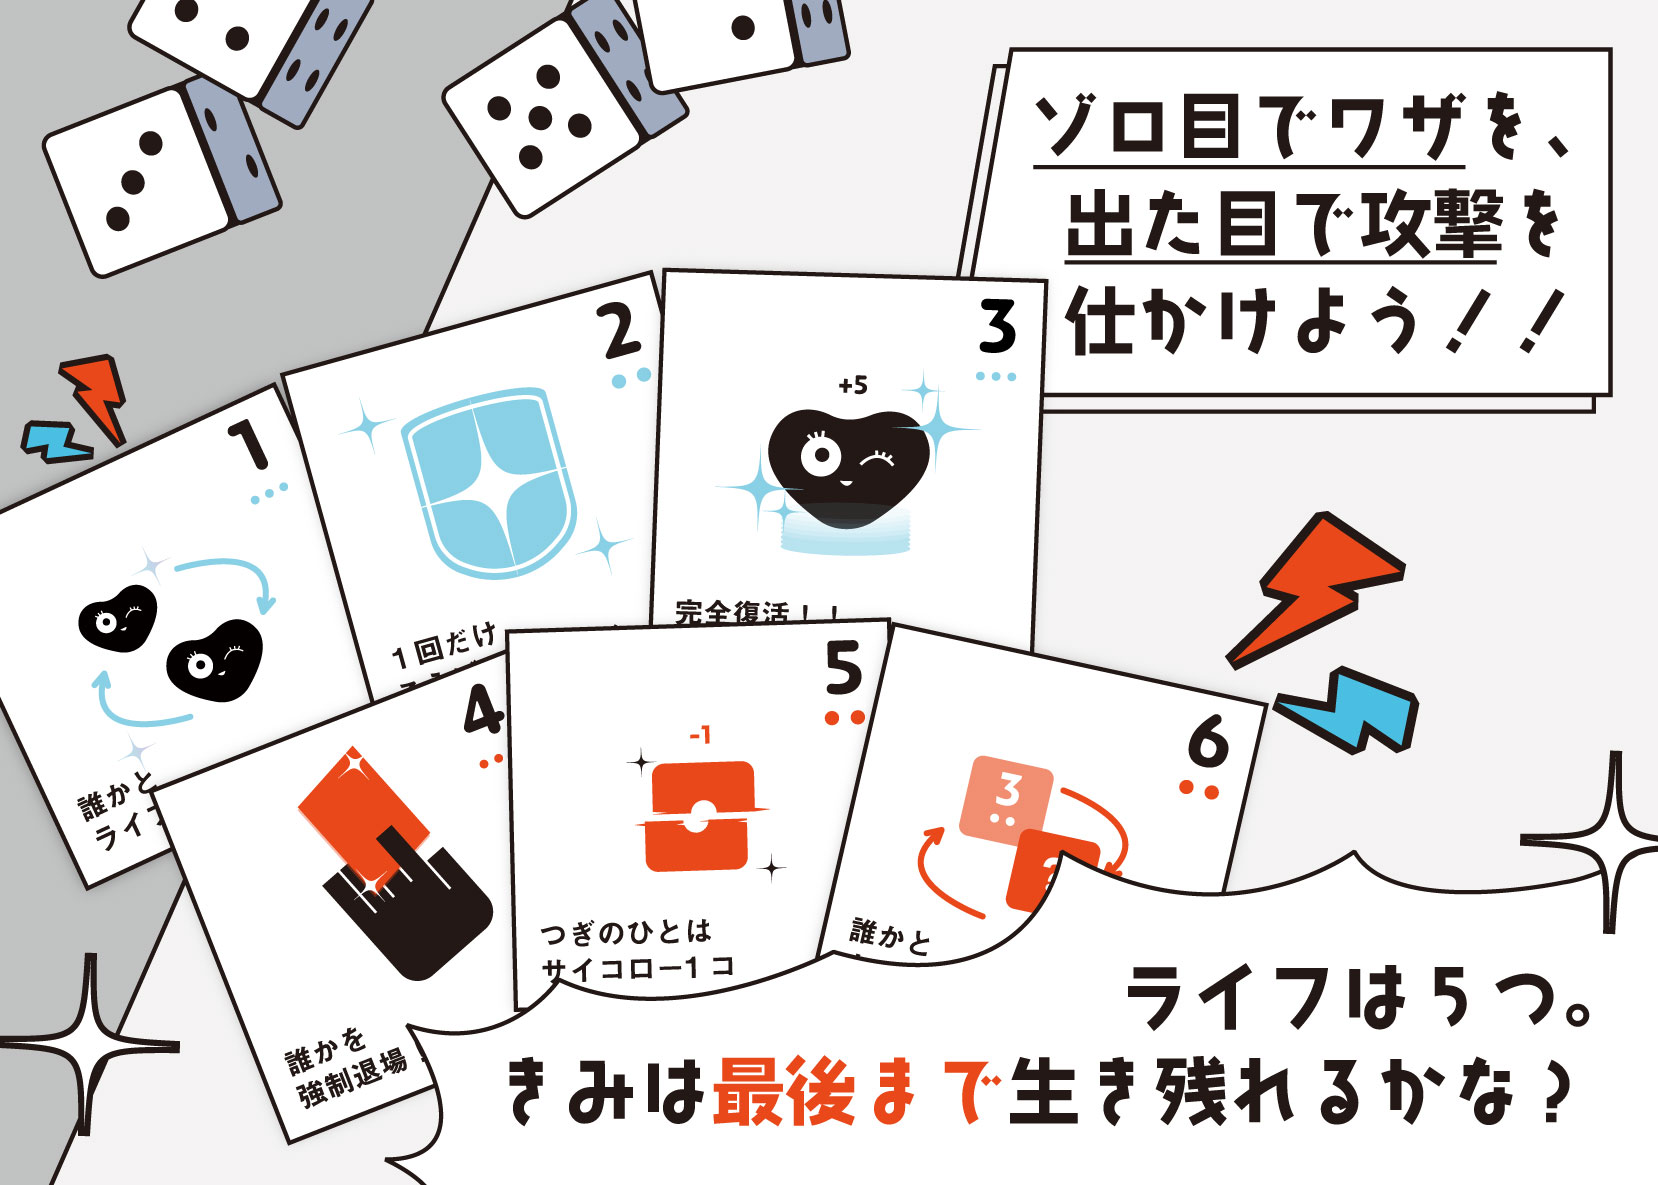 ゾロ目でワザを、
出た目で攻撃を
仕かけよう！！
1
誰かと
ライフ
2
1回だけ
3
+5
完全復活！！
4
誰かを
強制退場
5
-1
つぎのひとは
サイコロー1コ
6
3
誰かと
ライフは5つ。
きみは最後まで生き残れるかな？